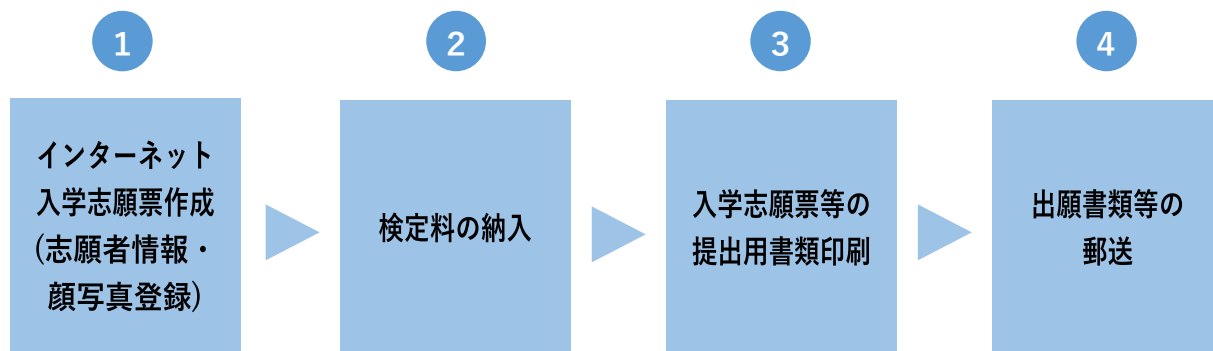 1
インターネット
入学志願票作成
(志願者情報・
顔写真登録)
2
検定料の納入
3
入学志願票等の
提出用書類印刷
4
出願書類等の
郵送